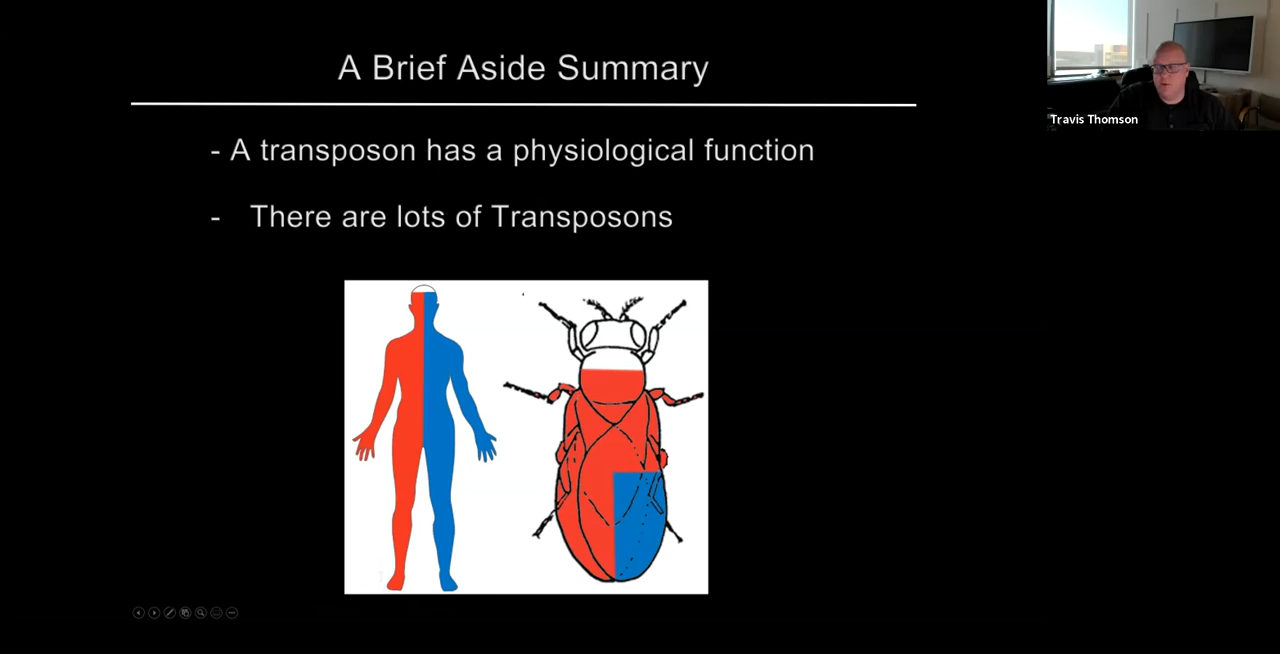 A Brief Aside Summary
- A transposon has a physiological function
- There are lots of Transposons
Travis Thomson